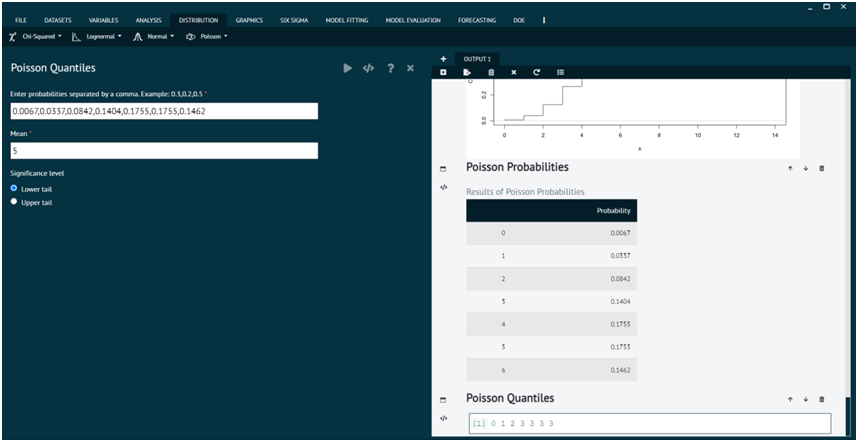 FILE DATASETS VARIABLES ANALYSIS DISTRIBUTION GRAPHICS SIX SIGMA MODEL FITTING MODEL EVALUATION FORECASTING DOE
Chi-Squared Lognormal Normal Poisson
Poisson Quantiles
Enter probabilities separated by a comma. Example: 0.3,0.2,0.5 *
0.0067,0.0337,0.0842,0.1404,0.1755,0.1755,0.1462
Mean *
5
Significance level
Lower tail
Upper tail
OUTPUT 1
0.2
0.0
0 2 4 6 8 10 12 14
x
Poisson Probabilities
Results of Poisson Probabilities
Probability
0 0.0067
1 0.0337
2 0.0842
3 0.1404
4 0.1755
5 0.1755
6 0.1462
Poisson Quantiles
[1] 0 1 2 3 3 3 3